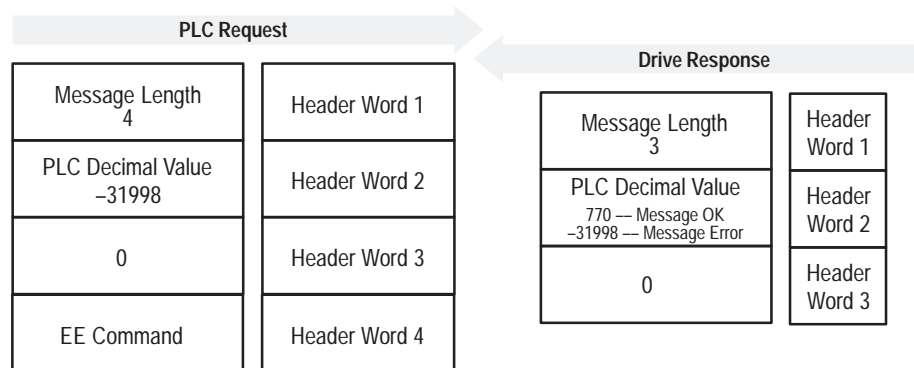 PLC Request
Message Length
4
Header Word 1
PLC Decimal Value
–31998
Header Word 2
0
Header Word 3
EE Command
Header Word 4
Drive Response
Message Length
3
Header
Word 1
PLC Decimal Value
770 –– Message OK
–31998 –– Message Error
Header
Word 2
0
Header
Word 3